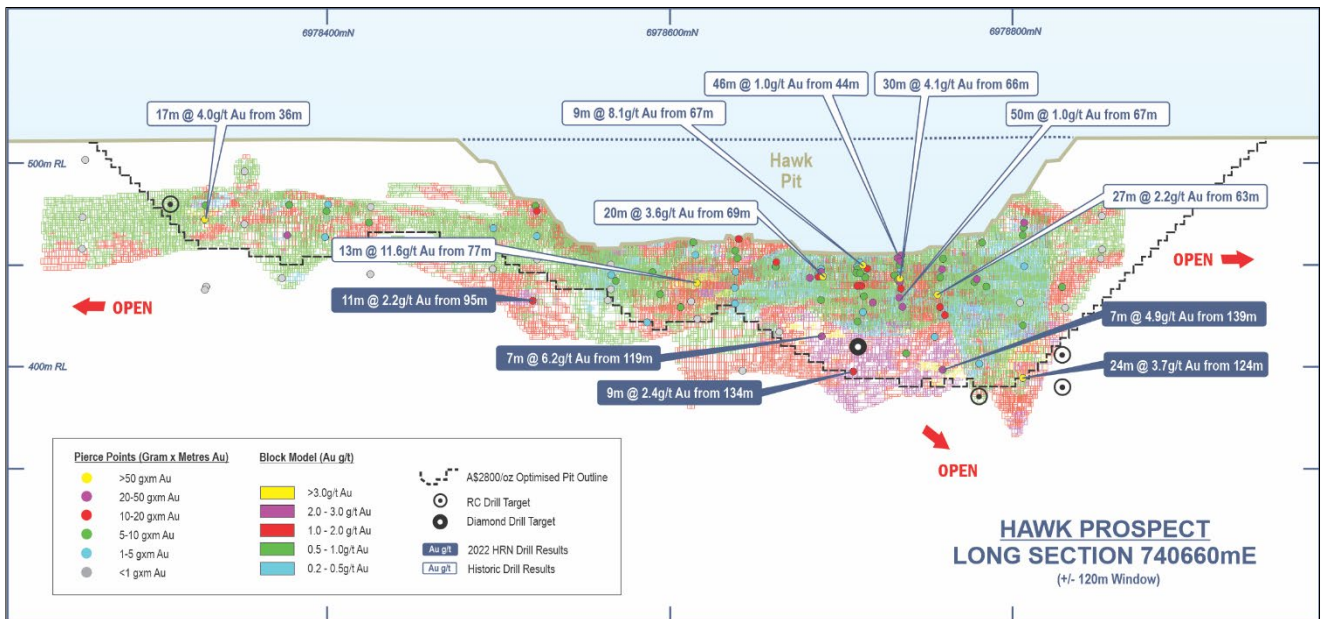 6978400mN
6978600mN
6978800mN
46m @ 1.0g/t Au from 44m
30m @ 4.1g/t Au from 66m
17m @ 4.0g/t Au from 36m
9m @ 8.1g/t Au from 67m
50m @ 1.0g/t Au from 67m
500m RL
Hawk
Pit
27m @ 2.2g/t Au from 63m
20m @ 3.6g/t Au from 69m
13m @ 11.6g/t Au from 77m
OPEN
OPEN
11m @ 2.2g/t Au from 95m
7m @ 4.9g/t Au from 139m
7m @ 6.2g/t Au from 119m
400m RL
24m @ 3.7g/t Au from 124m
9m @ 2.4g/t Au from 134m
OPEN
Pierce Points (Gram x Metres Au)
>50 gxm Au
20-50 gxm Au
10-20 gxm Au
5-10 gxm Au
1-5 gxm Au
<1 gxm Au
Block Model (Au g/t)
>3.0g/t Au
2.0 - 3.0 g/t Au
1.0 - 2.0 g/t Au
0.5 - 1.0g/t Au
0.2 - 0.5g/t Au
A$2800/oz Optimised Pit Outline
RC Drill Target
Diamond Drill Target
Au g/t 2022 HRN Drill Results
Au g/t Historic Drill Results
HAWK PROSPECT
LONG SECTION 740660mE
(+/- 120m Window)